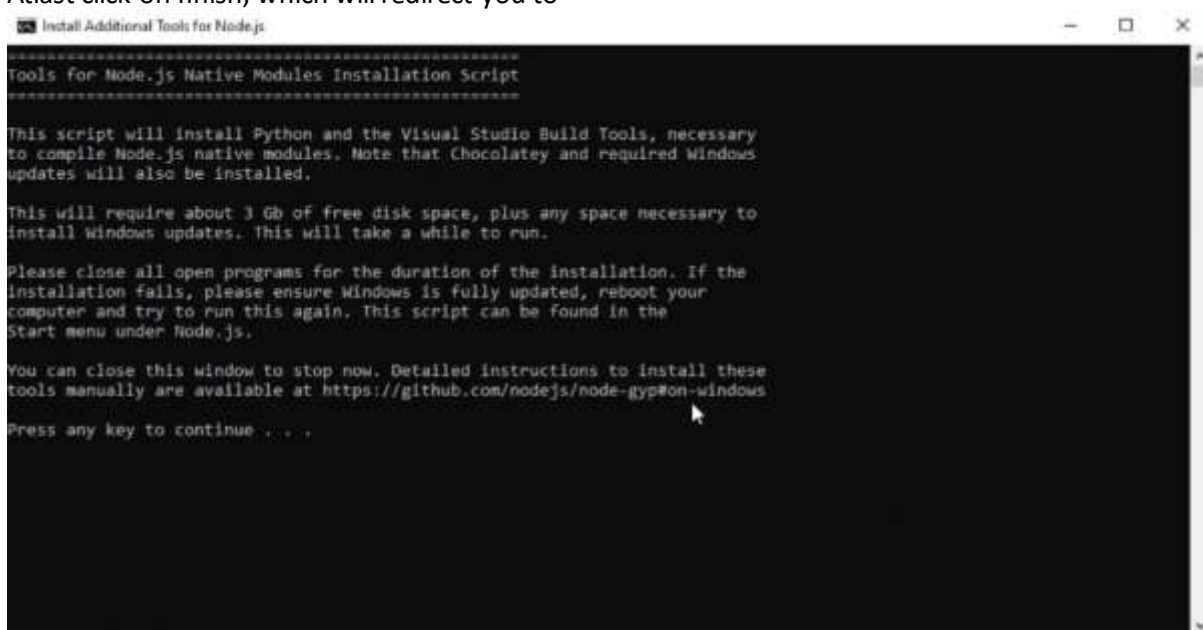 Atlast click on finish, which will redirect you to
Install Additional Tools for Node.js
====================================================
Tools for Node.js Native Modules Installation Script
====================================================
This script will install Python and the Visual Studio Build Tools, necessary
to compile Node.js native modules. Note that Chocolatey and required Windows
updates will also be installed.
This will require about 3 Gb of free disk space, plus any space necessary to
install Windows updates. This will take a while to run.
Please close all open programs for the duration of the installation. If the
installation fails, please ensure Windows is fully updated, reboot your
computer and try to run this again. This script can be found in the
Start menu under Node.js.
You can close this window to stop now. Detailed instructions to install these
tools manually are available at https://github.com/nodejs/node-gyp#on-windows
Press any key to continue . . .